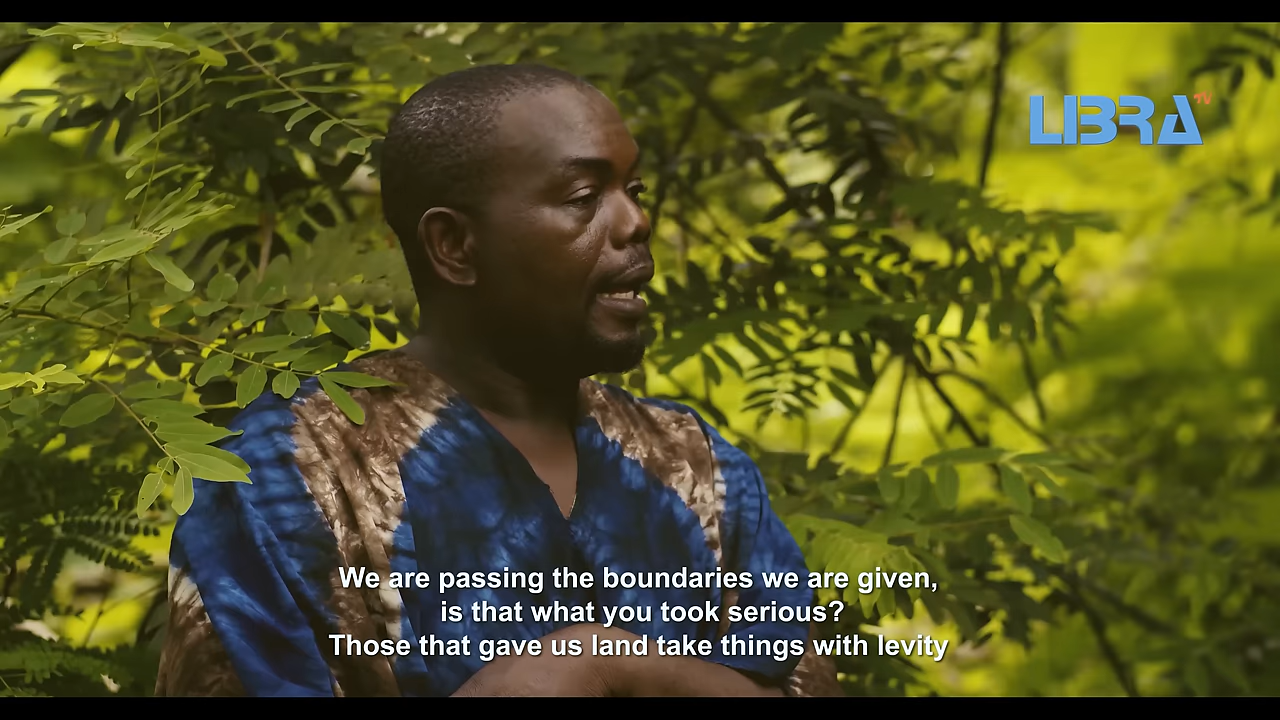 LIBRA TV
We are passing the boundaries we are given,
is that what you took serious?
Those that gave us land take things with levity